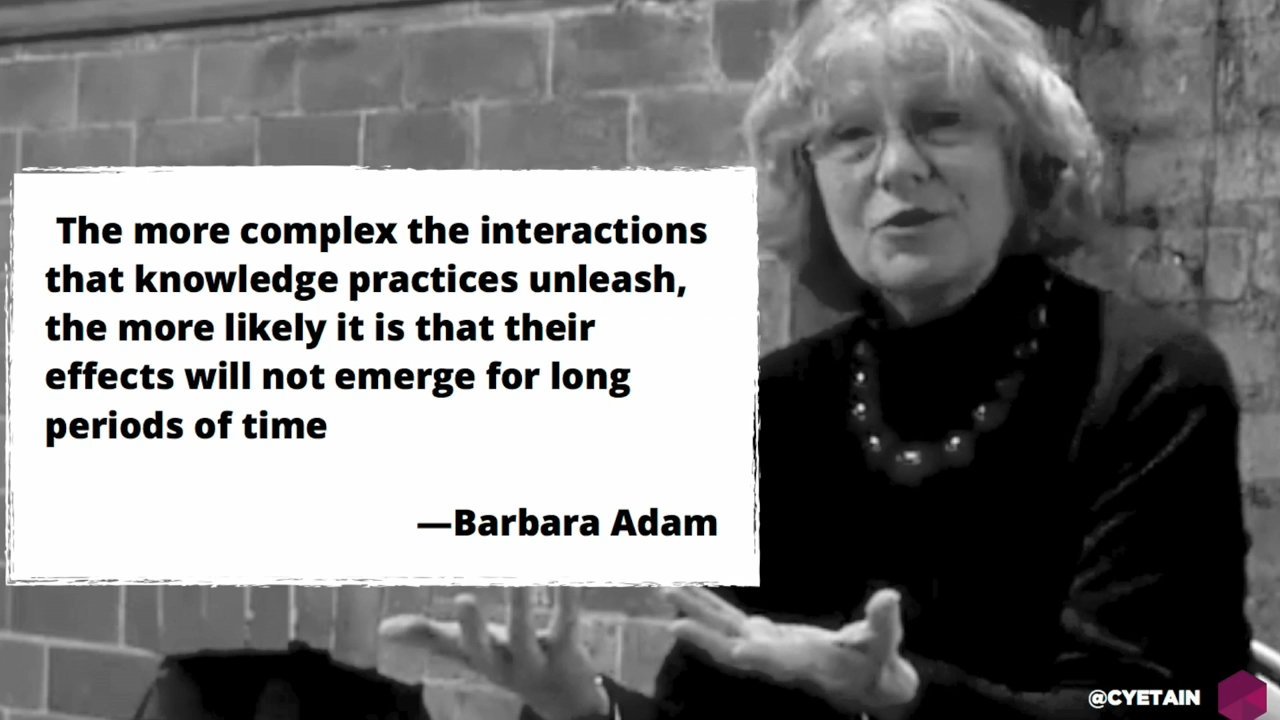 The more complex the interactions
that knowledge practices unleash,
the more likely it is that their
effects will not emerge for long
periods of time
—Barbara Adam
@CYETAIN